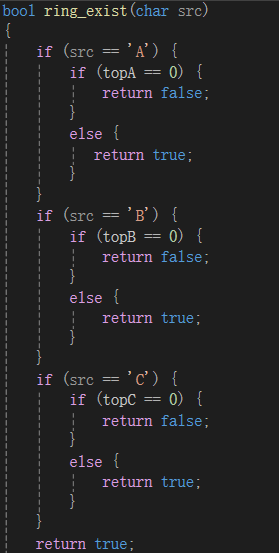 bool ring_exist(char src)
{
    if (src == 'A') {
        if (topA == 0) {
            return false;
        }
        else {
           return true;
        }
    }
    if (src == 'B') {
        if (topB == 0) {
            return false;
        }
        else {
            return true;
        }
    }
    if (src == 'C') {
        if (topC == 0) {
            return false;
        }
        else {
            return true;
        }
    }
    return true;